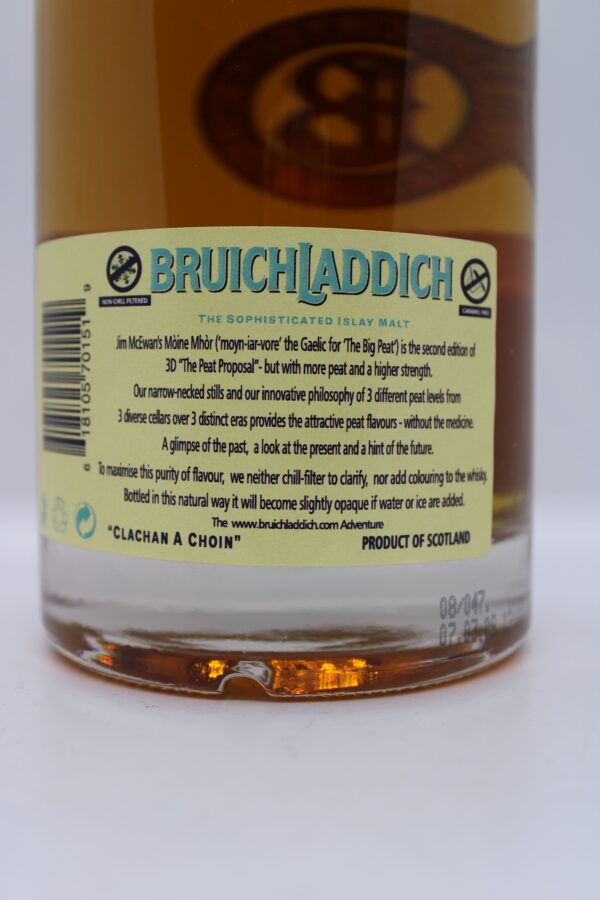 BRUICHLADDICH
NON CHILL FILTERED
CARAMEL FREE
THE SOPHISTICATED ISLAY MALT
Jim McEwan's Mòine Mhòr ('moyn-iar-vore' the Gaelic for 'The Big Peat') is the second edition of
3D "The Peat Proposal"- but with more peat and a higher strength.
Our narrow-necked stills and our innovative philosophy of 3 different peat levels from
3 diverse cellars over 3 distinct eras provides the attractive peat flavours - without the medicine.
A glimpse of the past, a look at the present and a hint of the future.
To maximise this purity of flavour, we neither chill-filter to clarify, nor add colouring to the whisky.
Bottled in this natural way it will become slightly opaque if water or ice are added.
The www.bruichladdich.com Adventure
"CLACHAN A CHOIN"
PRODUCT OF SCOTLAND
6 18105 70151 9
08/047.